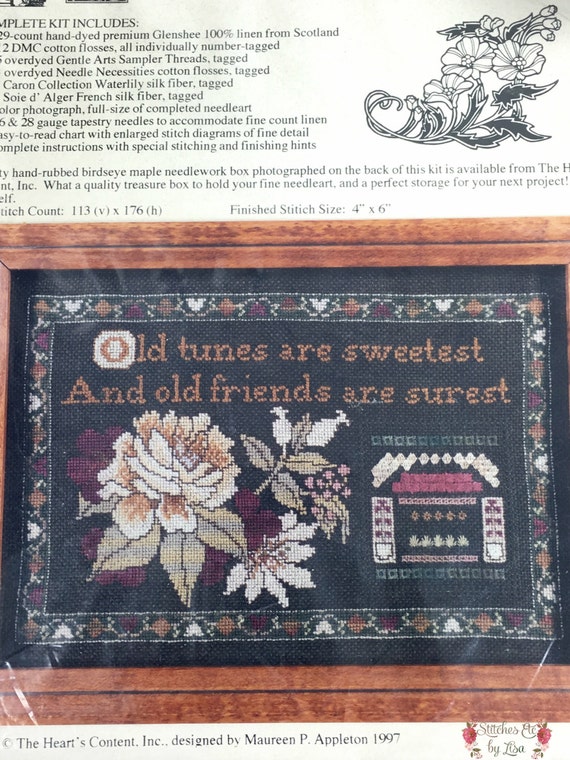 MPLETE KIT INCLUDES:
29-count hand-dyed premium Glenshee 100% linen from Scotland
2 DMC cotton flosses, all individually number-tagged
overdyed Gentle Arts Sampler Threads, tagged
overdyed Needle Necessities cotton flosses, tagged
Caron Collection Waterlily silk fiber, tagged
Soie d' Alger French silk fiber, tagged
olor photograph, full-size of completed needleart
6 & 28 gauge tapestry needles to accommodate fine count linen
asy-to-read chart with enlarged stitch diagrams of fine detail
omplete instructions with special stitching and finishing hints
ty hand-rubbed birdseye maple needlework box photographed on the back of this kit is available from The H
ent, Inc. What a quality treasure box to hold your fine needleart, and a perfect storage for your next project!
elf.
titch Count: 113 (v) x 176 (h) Finished Stitich Size: 4" x 6"
Old tunes are sweetest
And old friends are surest
© The Heart's Content, Inc., designed by Maureen P. Appleton 1997
Stitches Etc
by Lisa